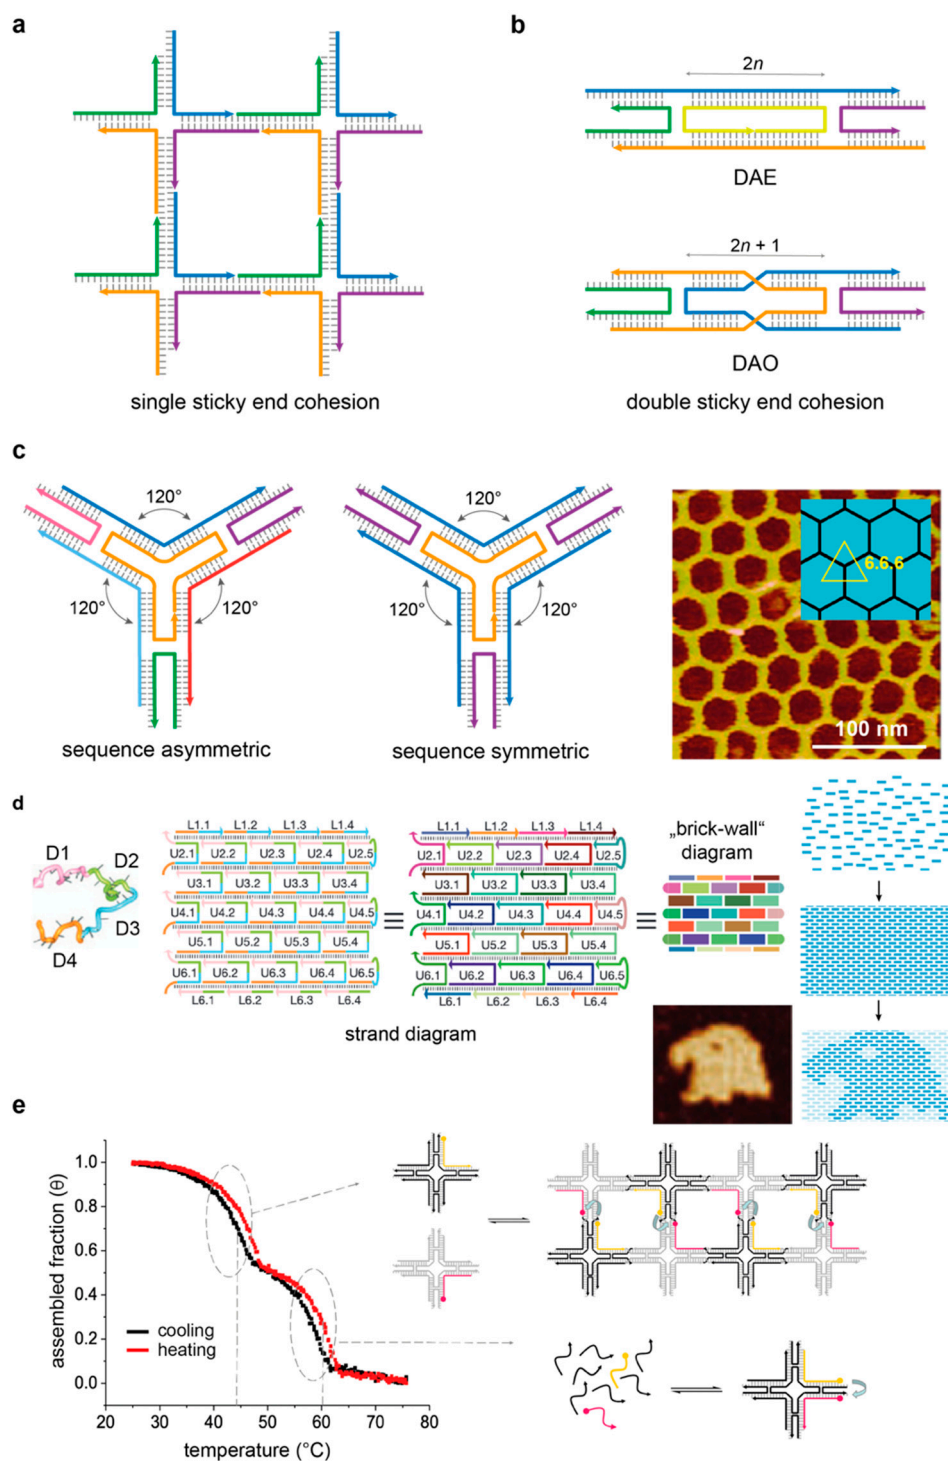 a
b
2n
DAE
2n + 1
DAO
single sticky end cohesion
double sticky end cohesion
c
120°
120°
120°
120°
120°
120°
6.6.6
100 nm
sequence asymmetric
sequence symmetric
d
D1
D2
D3
D4
L1.1 L1.2 L1.3 L1.4
U2.1 U2.2 U2.3 U2.4 U2.5
U3.1 U3.2 U3.3 U3.4
U4.1 U4.2 U4.3 U4.4 U4.5
U5.1 U5.2 U5.3 U5.4
U6.1 U6.2 U6.3 U6.4 U6.5
L6.1 L6.2 L6.3 L6.4
≡
L1.1 L1.2 L1.3 L1.4
U2.1 U2.2 U2.3 U2.4 U2.5
U3.1 U3.2 U3.3 U3.4
U4.1 U4.2 U4.3 U4.4 U4.5
U5.1 U5.2 U5.3 U5.4
U6.1 U6.2 U6.3 U6.4 U6.5
L6.1 L6.2 L6.3 L6.4
≡
„brick-wall“
diagram
strand diagram
e
assembled fraction (θ)
1.0
0.8
0.6
0.4
0.2
0.0
cooling
heating
20 30 40 50 60 70 80
temperature (°C)